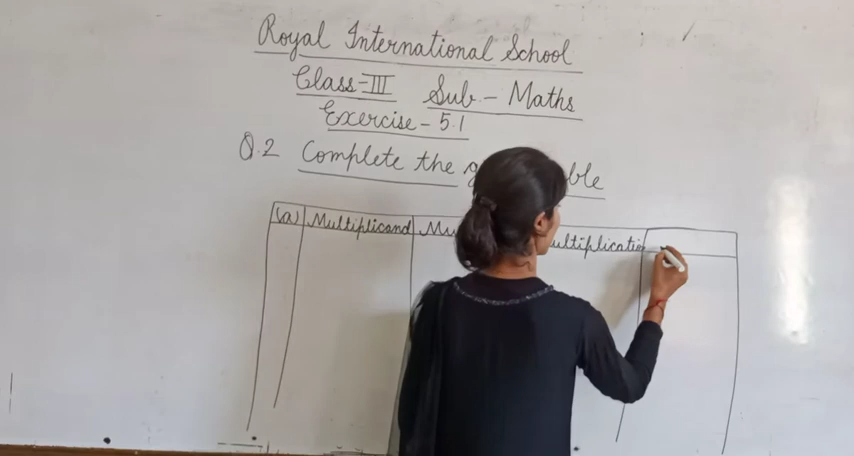 Royal International School
Class-III Sub - Maths
Exercise - 5.1
Q.2 Complete the
(a) Multiplicand